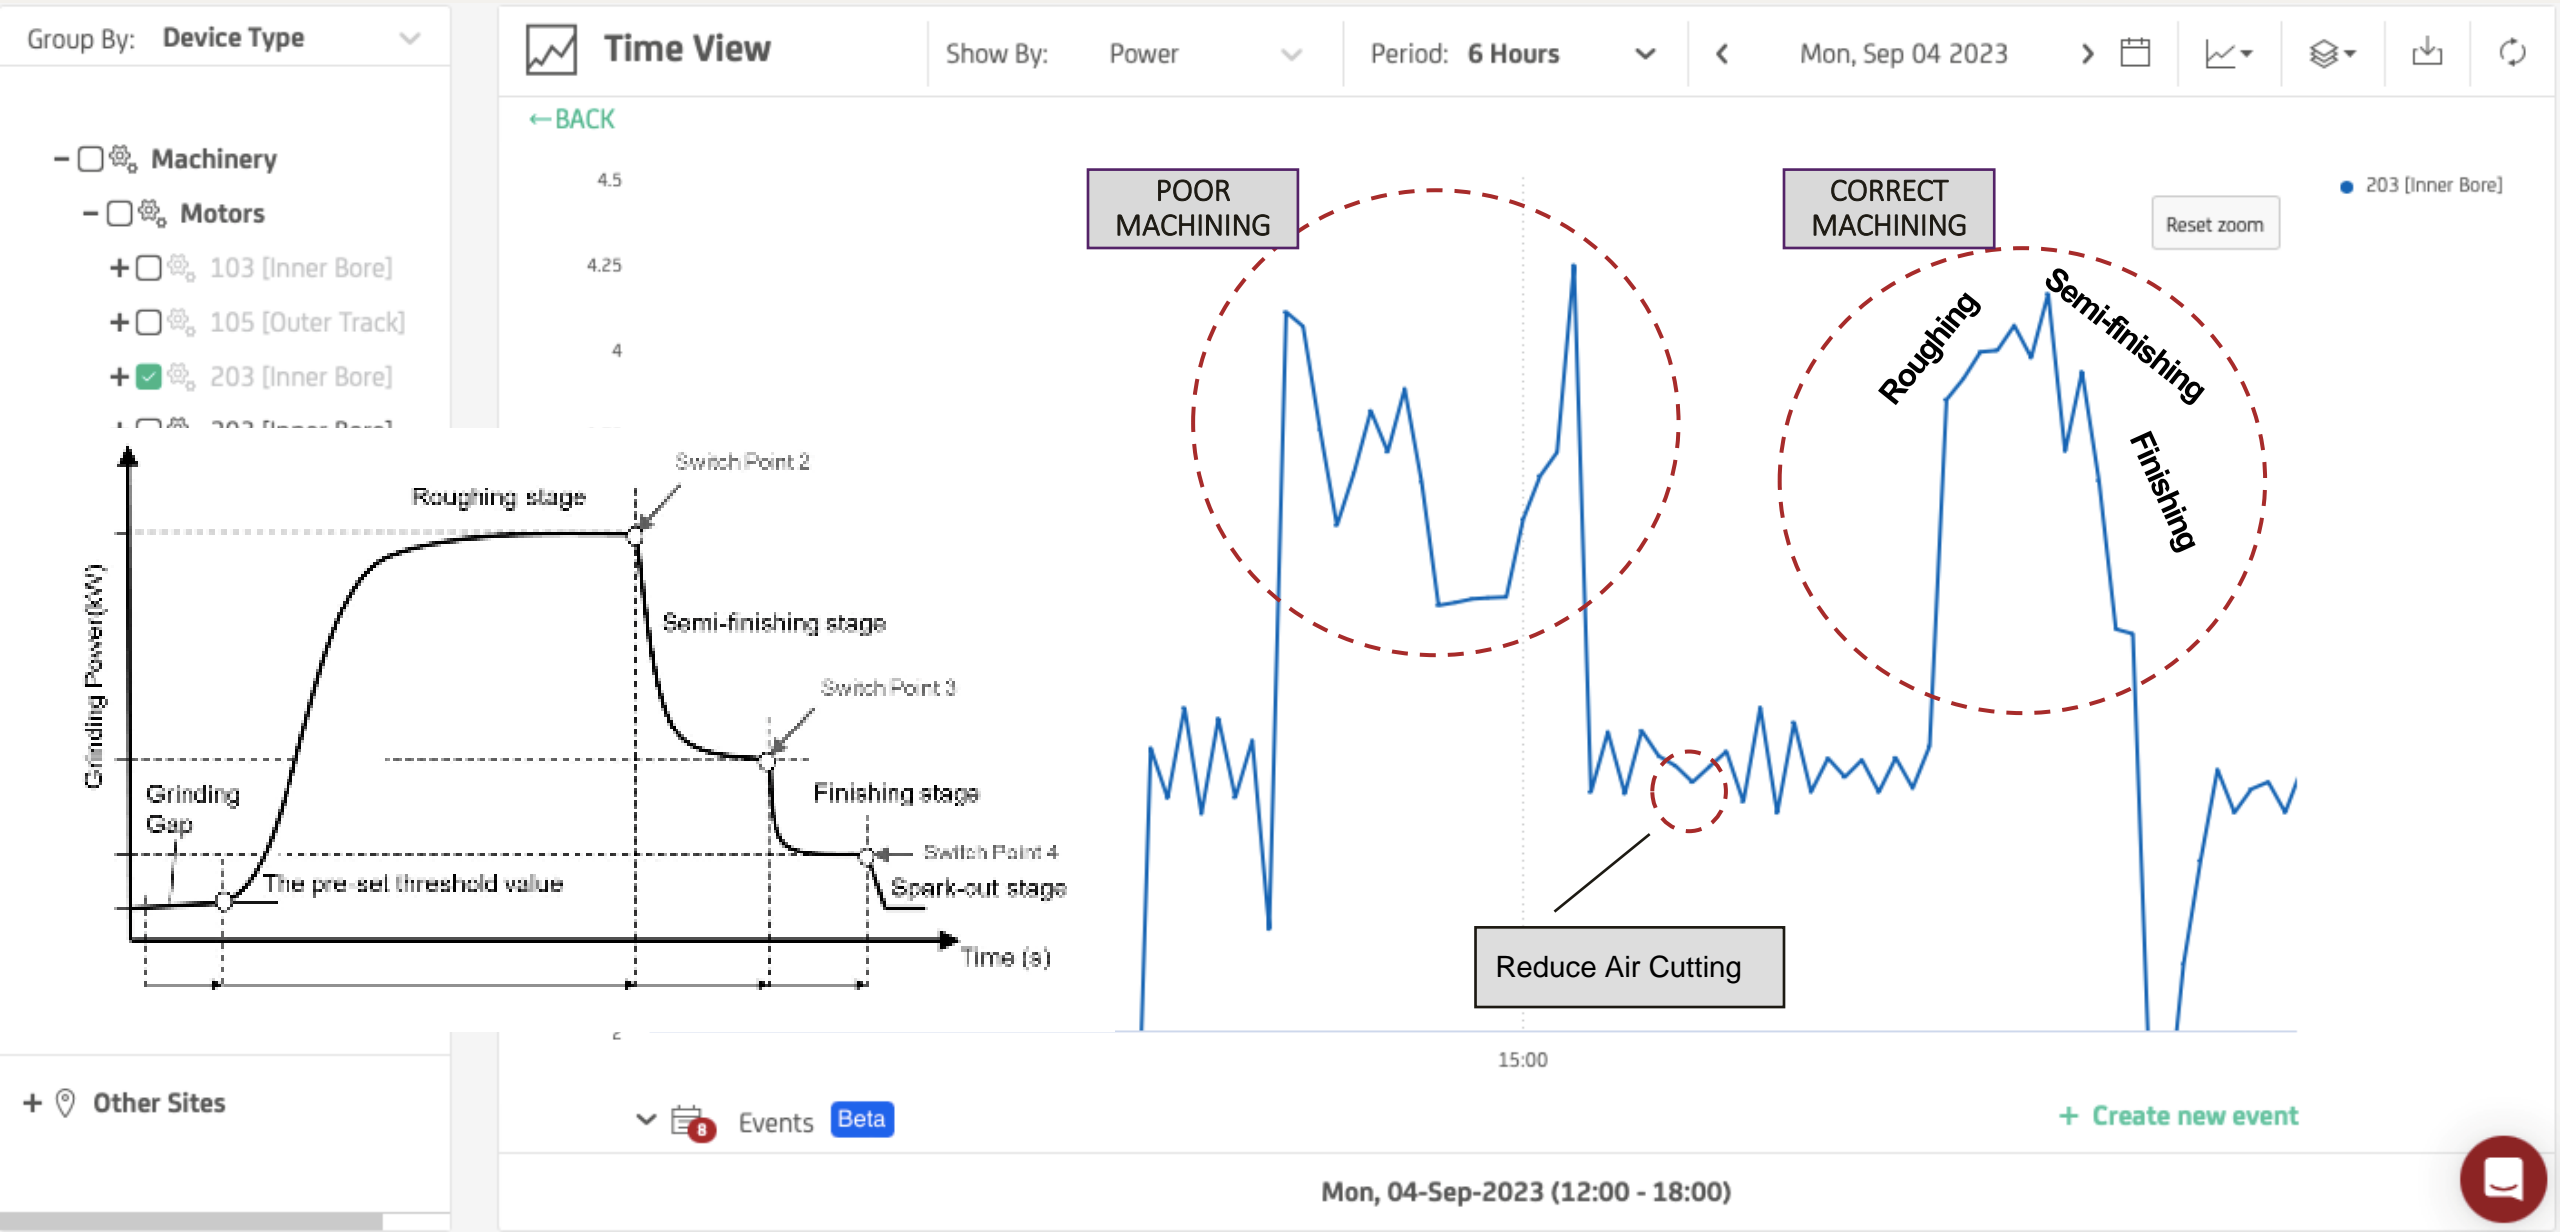 Group By: Device Type
Time View
Show By: Power
Period: 6 Hours
Mon, Sep 04 2023
←BACK
Machinery
Motors
103 [Inner Bore]
105 [Outer Track]
203 [Inner Bore]
4.5
4.25
4
2
POOR
MACHINING
CORRECT
MACHINING
203 [Inner Bore]
Reset zoom
Roughing
Semi-finishing
Finishing
Switch Point 2
Roughing stage
Semi-finishing stage
Switch Point 3
Grinding Power(kW)
Grinding
Gap
Finishing stage
Switch Point 4
The pre-set threshold value
Spark-out stage
Time (s)
Reduce Air Cutting
15:00
+ Other Sites
8
Events Beta
+ Create new event
Mon, 04-Sep-2023 (12:00 - 18:00)